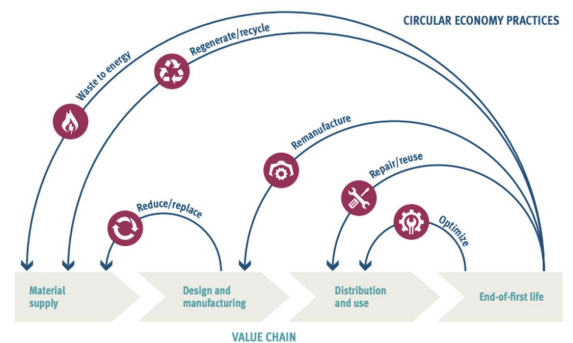 CIRCULAR ECONOMY PRACTICES
Waste to energy
Regenerate/recycle
Remanufacture
Repair/reuse
Reduce/replace
Optimize
Material
supply
Design and
manufacturing
Distribution
and use
End-of-first life
VALUE CHAIN